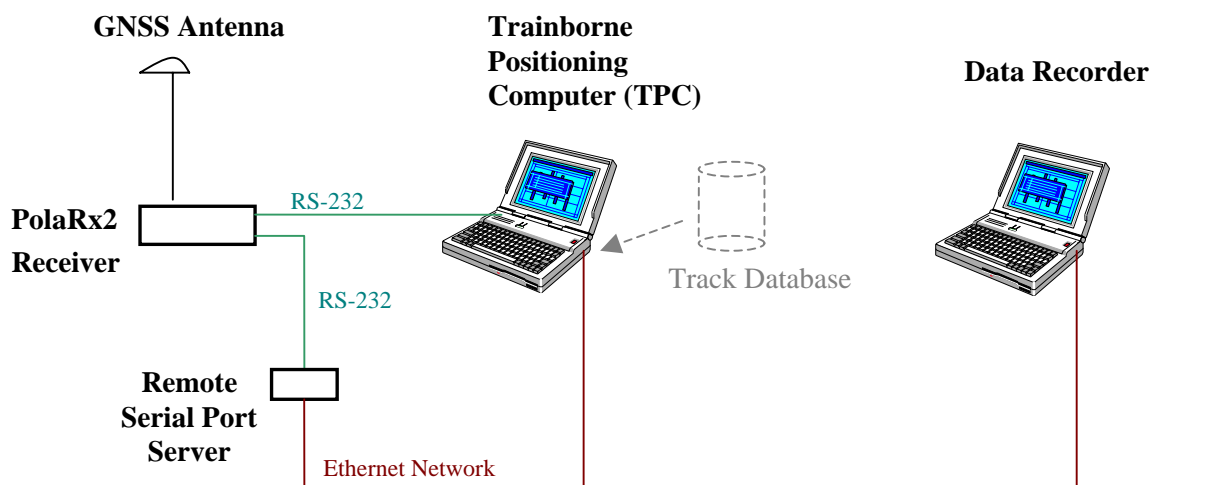 GNSS Antenna
Trainborne
Positioning
Computer (TPC)
Data Recorder
RS-232
PolaRx2
Receiver
Track Database
RS-232
Remote
Serial Port
Server
Ethernet Network